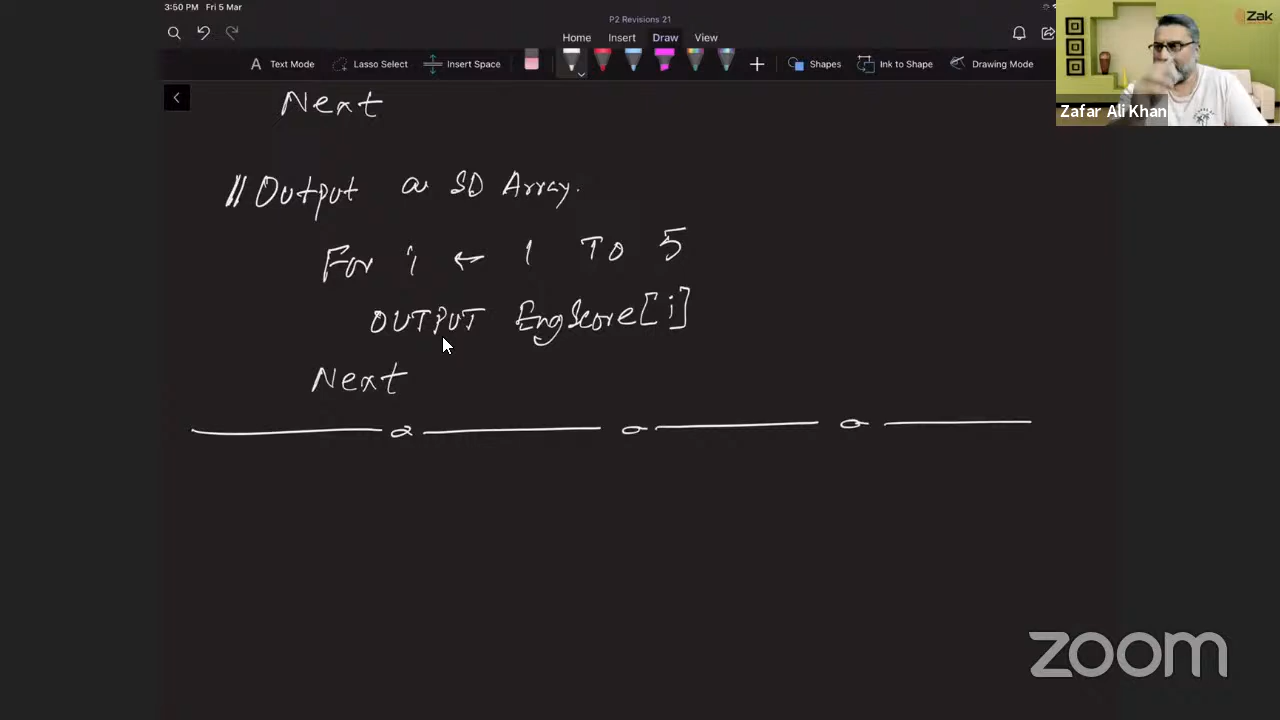 3:50 PM Fri 5 Mar
P2 Revisions 21
Home Insert Draw View
Text Mode Lasso Select Insert Space Shapes Ink to Shape Drawing Mode
Zak
Zafar Ali Khan
Next
// Output a SD Array.
For i ← 1 TO 5
OUTPUT EngScore[i]
Next
zoom